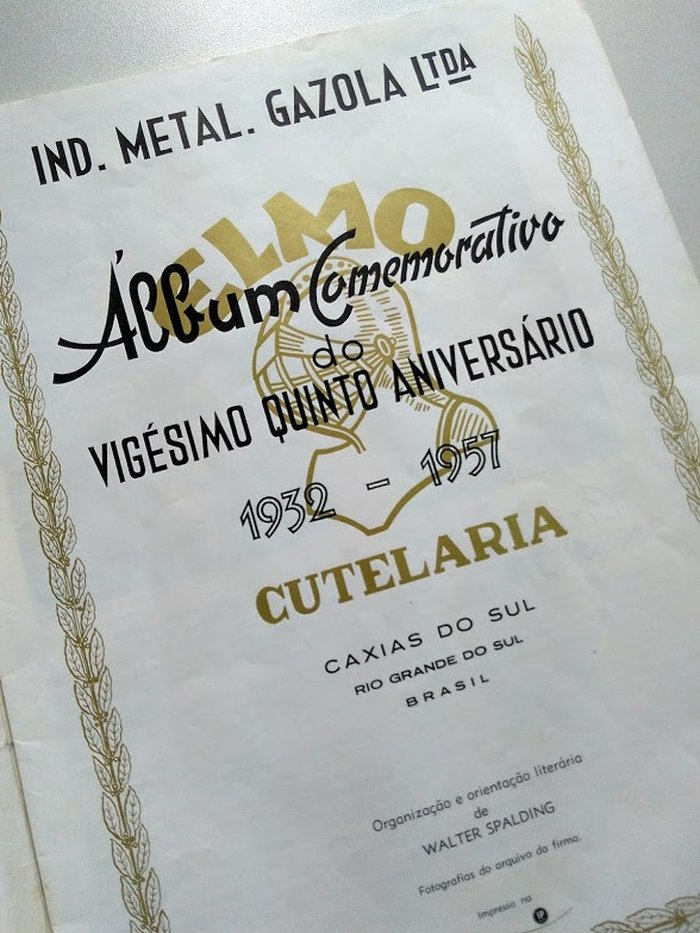 IND. METAL. GAZOLA LTDA
ELMO
Álbum Comemorativo
do
VIGÉSIMO QUINTO ANIVERSÁRIO
1932 - 1957
CUTELARIA
CAXIAS DO SUL
RIO GRANDE DO SUL
BRASIL
Organização e orientação literária
de
WALTER SPALDING
Fotografias do arquivo da firma.
Impresso na